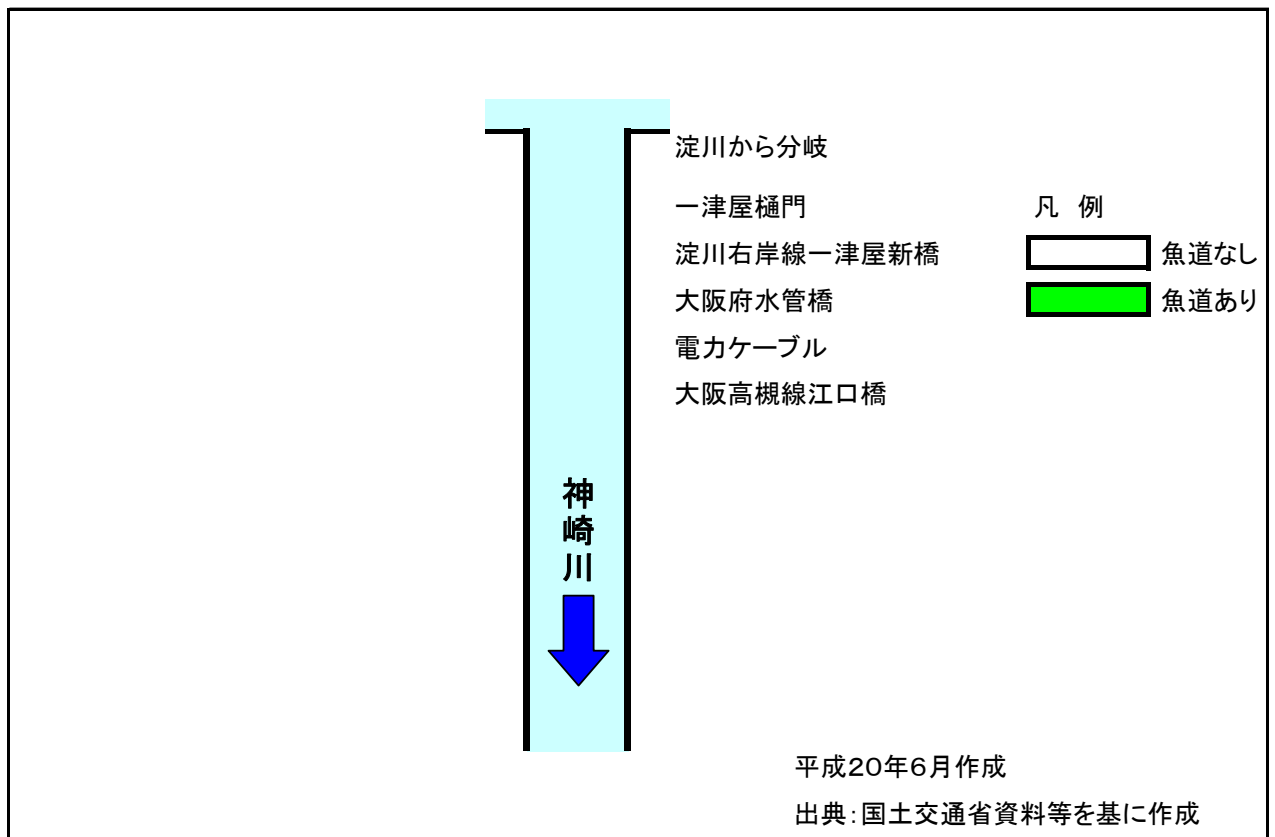 淀川から分岐
一津屋樋門
凡 例
淀川右岸線一津屋新橋
魚道なし
大阪府水管橋
魚道あり
電力ケーブル
大阪高槻線江口橋
神崎川
平成20年6月作成
出典:国土交通省資料等を基に作成